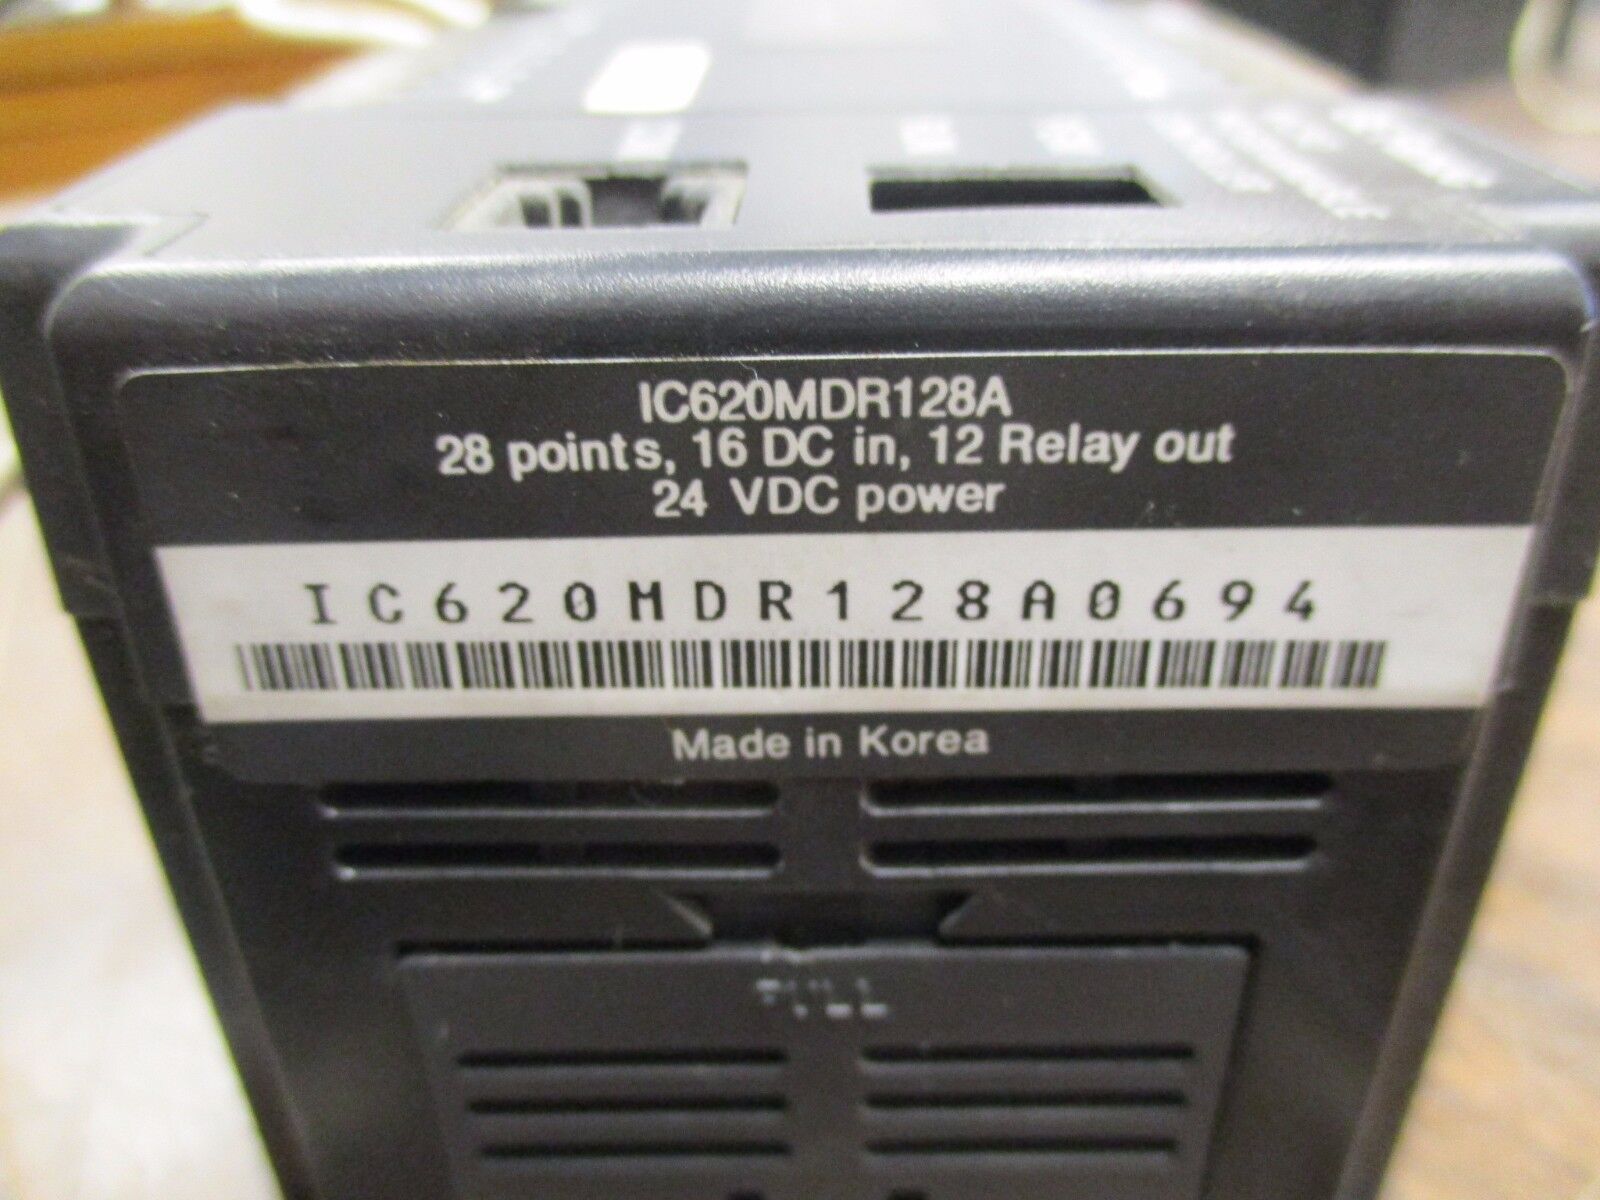 IC620MDR128A
28 points, 16 DC in, 12 Relay out
24 VDC power
IC620MDR128A0694
Made in Korea